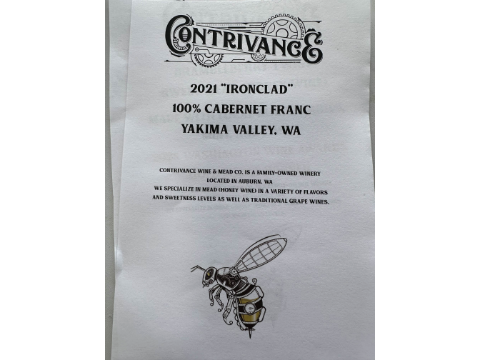 CONTRIVANCE
2021 "IRONCLAD"
100% CABERNET FRANC
YAKIMA VALLEY, WA
CONTRIVANCE WINE & MEAD CO. IS A FAMILY-OWNED WINERY
LOCATED IN AUBURN, WA
WE SPECIALIZE IN MEAD (HONEY WINE) IN A VARIETY OF FLAVORS
AND SWEETNESS LEVELS AS WELL AS TRADITIONAL GRAPE WINES.